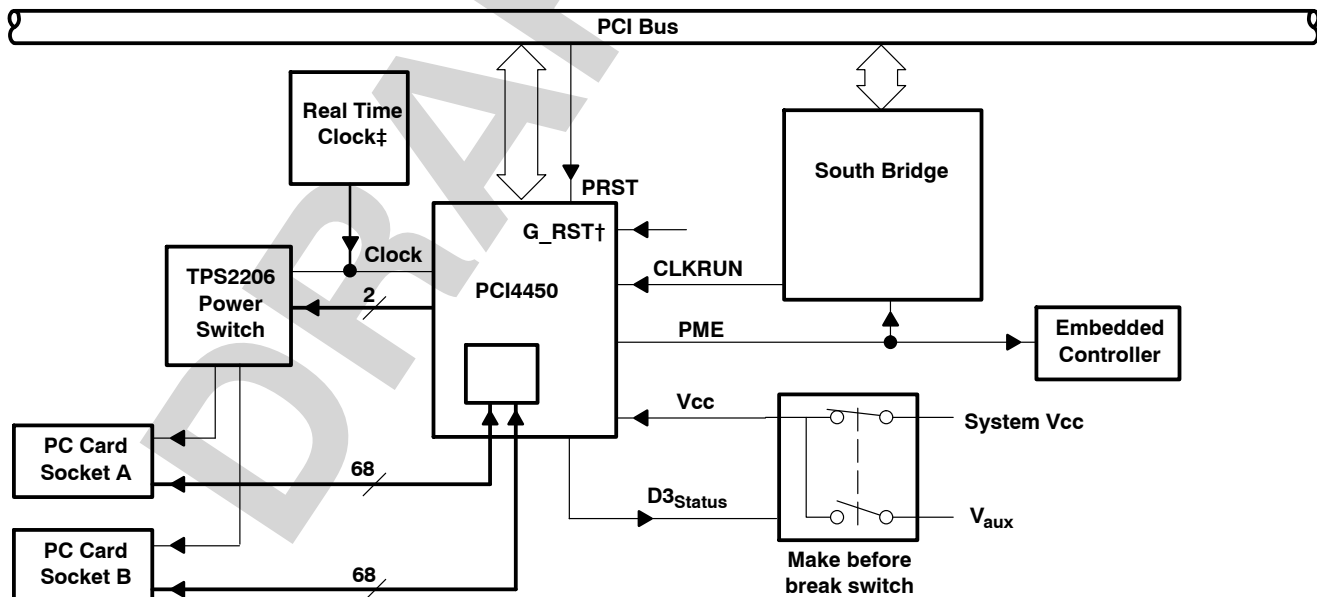 PCI Bus
Real Time
Clock‡
PRST
South Bridge
G_RST†
Clock
CLKRUN
TPS2206
Power
Switch
2
PCI4450
PME
Embedded
Controller
Vcc
System Vcc
PC Card
Socket A
68
D3Status
Vaux
PC Card
Socket B
68
Make before
break switch
DRAF